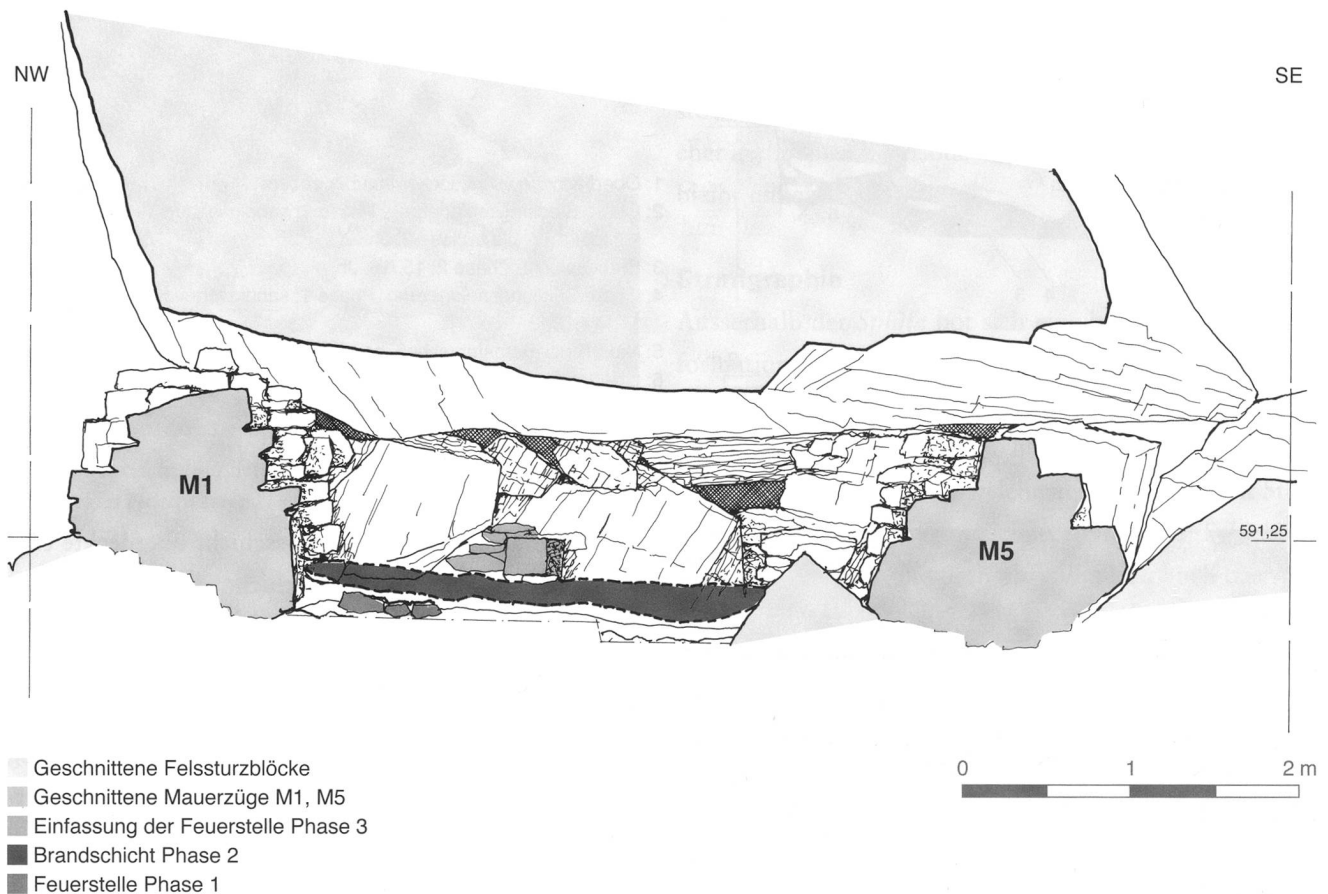 NW
SE
M1
M5
591,25
Geschnittene Felssturzblöcke
Geschnittene Mauerzüge M1, M5
Einfassung der Feuerstelle Phase 3
Brandschicht Phase 2
Feuerstelle Phase 1
0 1 2 m